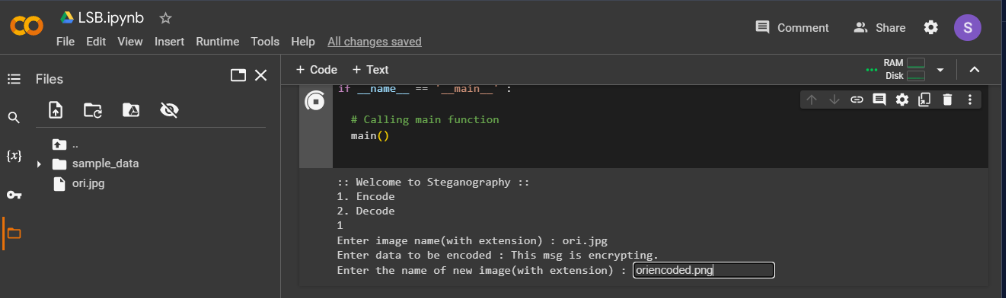 LSB.ipynb
File Edit View Insert Runtime Tools Help All changes saved
Comment Share S
Files
+ Code + Text
RAM
Disk
{x}
..
sample_data
ori.jpg
if __name__ == '__main__' :
# Calling main function
main()
:: Welcome to Steganography ::
1. Encode
2. Decode
1
Enter image name(with extension) : ori.jpg
Enter data to be encoded : This msg is encrypting.
Enter the name of new image(with extension) : oriencoded.png